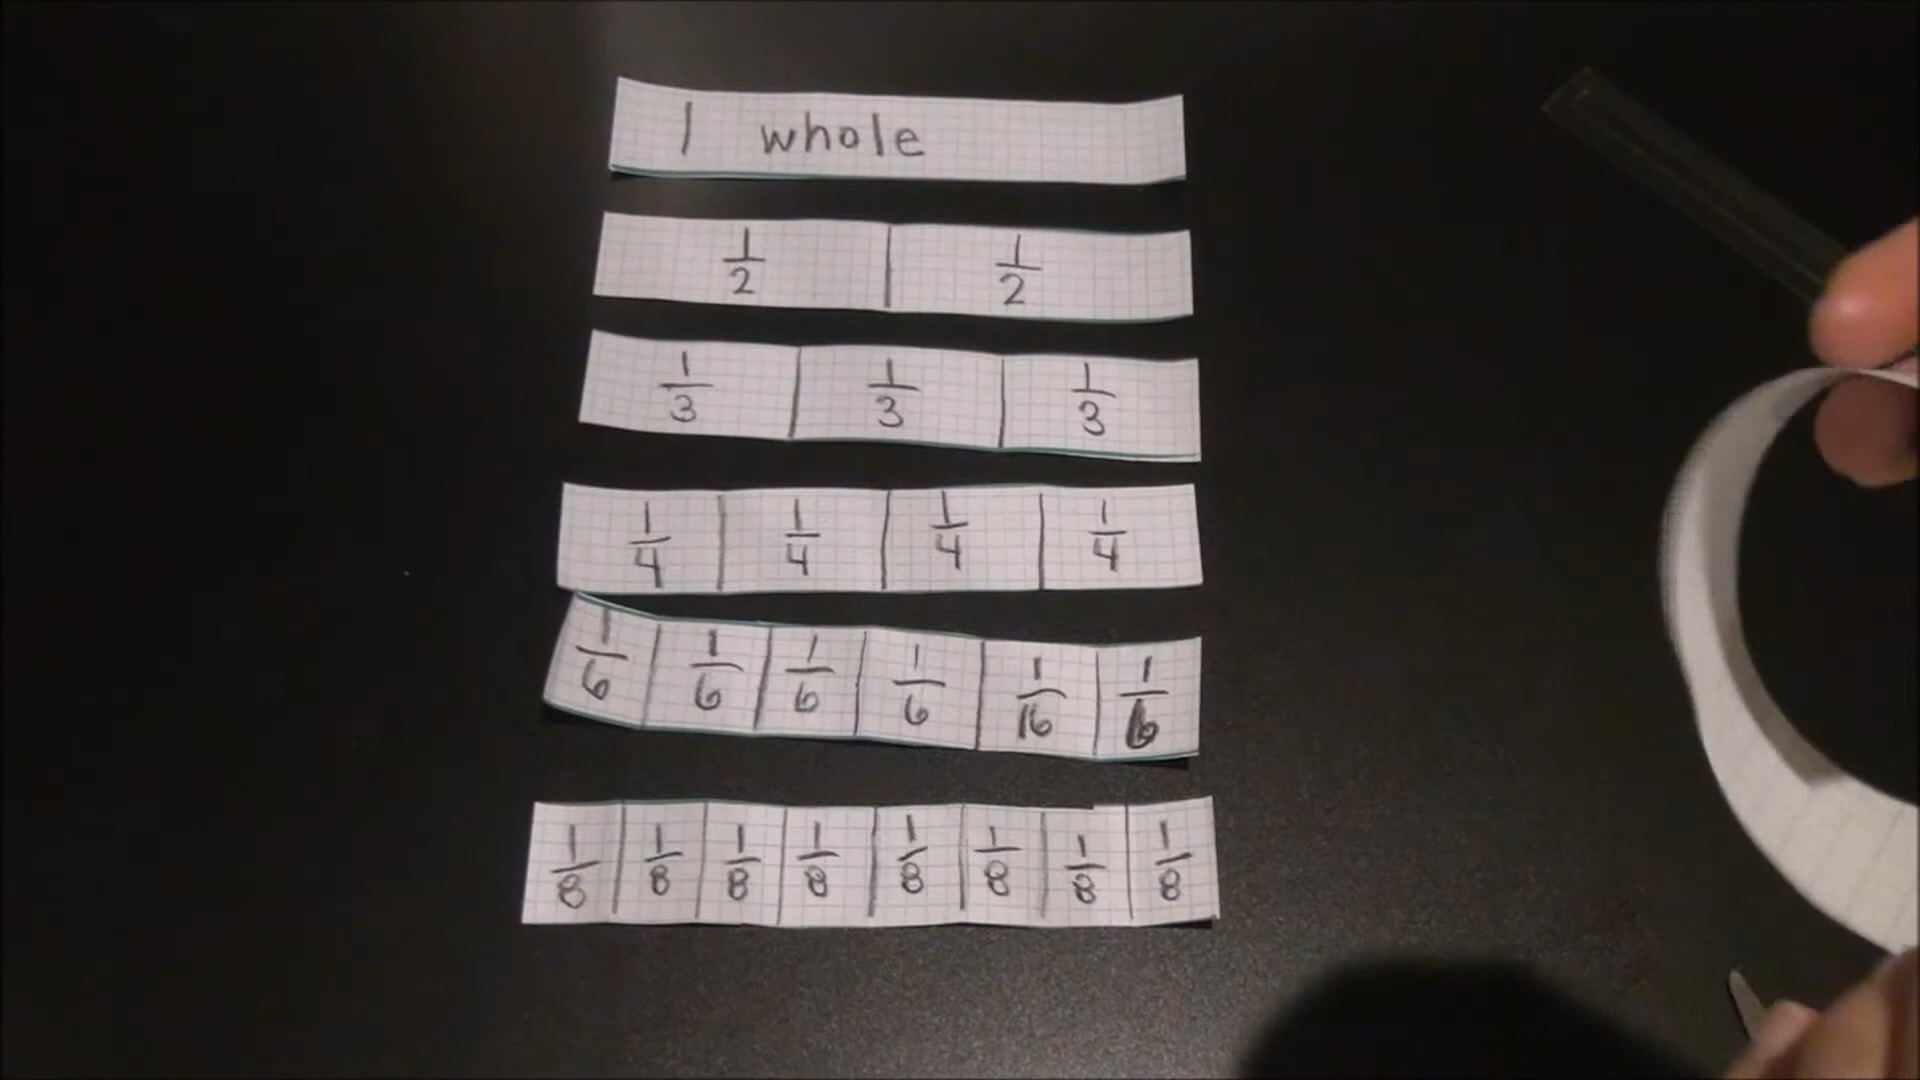 1 whole
1/2 1/2
1/3 1/3 1/3
1/4 1/4 1/4 1/4
1/6 1/6 1/6 1/6 1/16 1/6
1/8 1/8 1/8 1/8 1/8 1/8 1/8 1/8